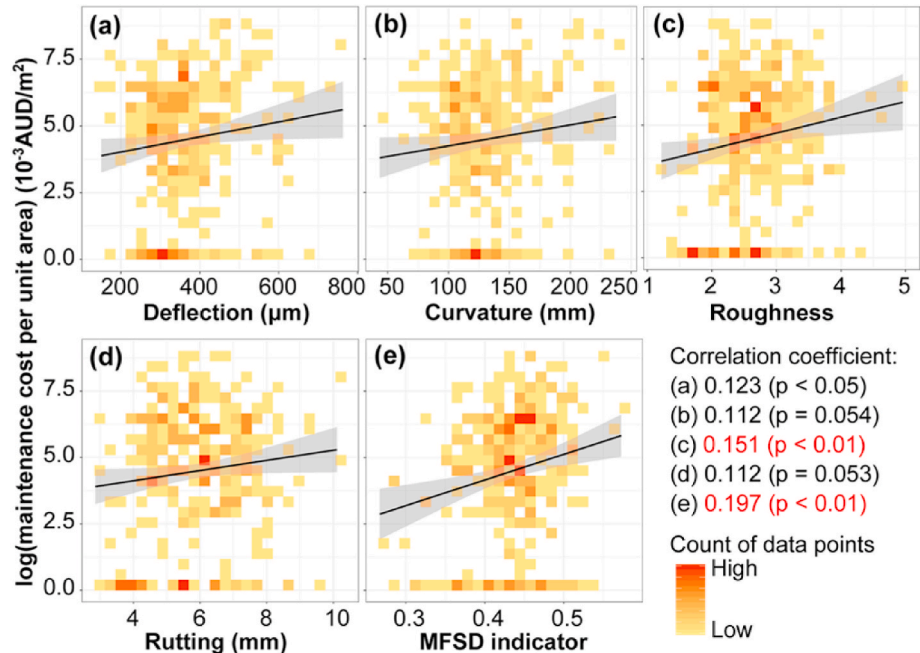 log(maintenance cost per unit area) (10⁻³AUD/m²)
(a)
7.5
5.0
2.5
0.0
200 400 600 800
Deflection (µm)
(b)
50 100 150 200 250
Curvature (mm)
(c)
1 2 3 4 5
Roughness
(d)
7.5
5.0
2.5
0.0
4 6 8 10
Rutting (mm)
(e)
0.3 0.4 0.5
MFSD indicator
Correlation coefficient:
(a) 0.123 (p < 0.05)
(b) 0.112 (p = 0.054)
(c) 0.151 (p < 0.01)
(d) 0.112 (p = 0.053)
(e) 0.197 (p < 0.01)
Count of data points
High
Low